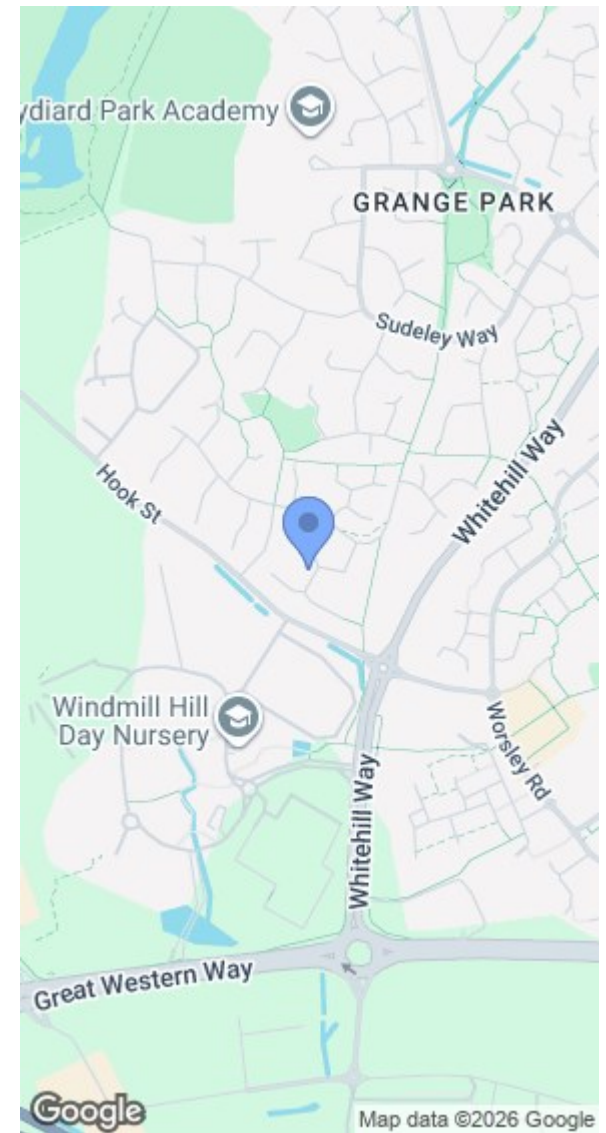 ydiard Park Academy
GRANGE PARK
Sudeley Way
Whitehill Way
Hook St
Windmill Hill
Day Nursery
Worsley Rd
Whitehill Way
Great Western Way
Google
Map data ©2026 Google